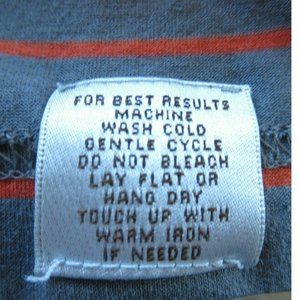 FOR BEST RESULTS
MACHINE
WASH COLD
GENTLE CYCLE
DO NOT BLEACH
LAY FLAT OR
HANG DRY
TOUCH UP WITH
WARM IRON
IF NEEDED